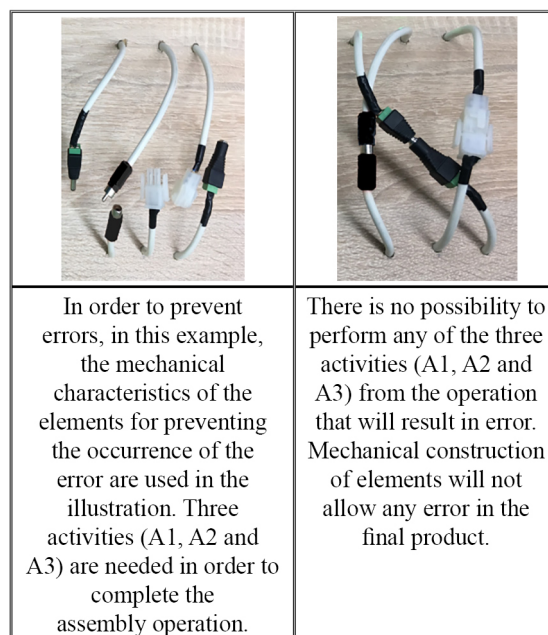 In order to prevent
errors, in this example,
the mechanical
characteristics of the
elements for preventing
the occurrence of the
error are used in the
illustration. Three
activities (A1, A2 and
A3) are needed in order to
complete the
assembly operation.
There is no possibility to
perform any of the three
activities (A1, A2 and
A3) from the operation
that will result in error.
Mechanical construction
of elements will not
allow any error in the
final product.